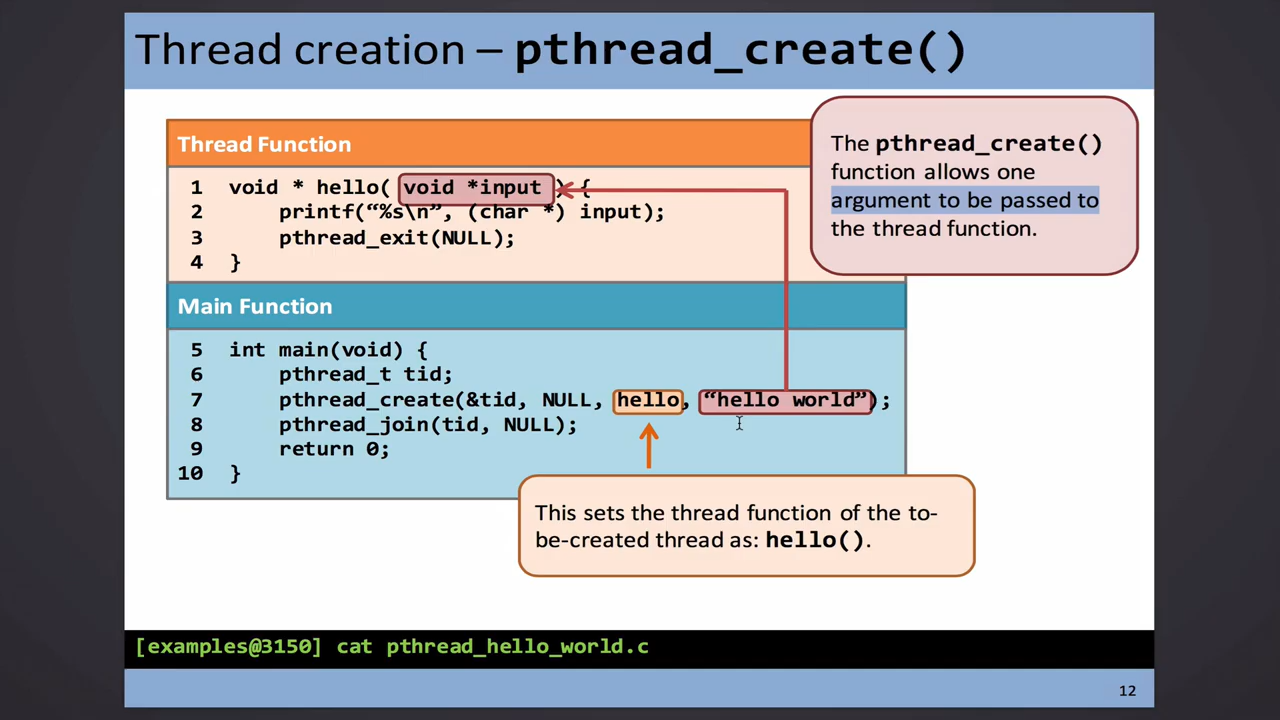 Thread creation – pthread_create()
Thread Function
1 void * hello( void *input ) {
2 printf(“%s\n”, (char *) input);
3 pthread_exit(NULL);
4 }
The pthread_create()
function allows one
argument to be passed to
the thread function.
Main Function
5 int main(void) {
6 pthread_t tid;
7 pthread_create(&tid, NULL, hello, “hello world”);
8 pthread_join(tid, NULL);
9 return 0;
10 }
This sets the thread function of the to-
be-created thread as: hello().
[examples@3150] cat pthread_hello_world.c
12